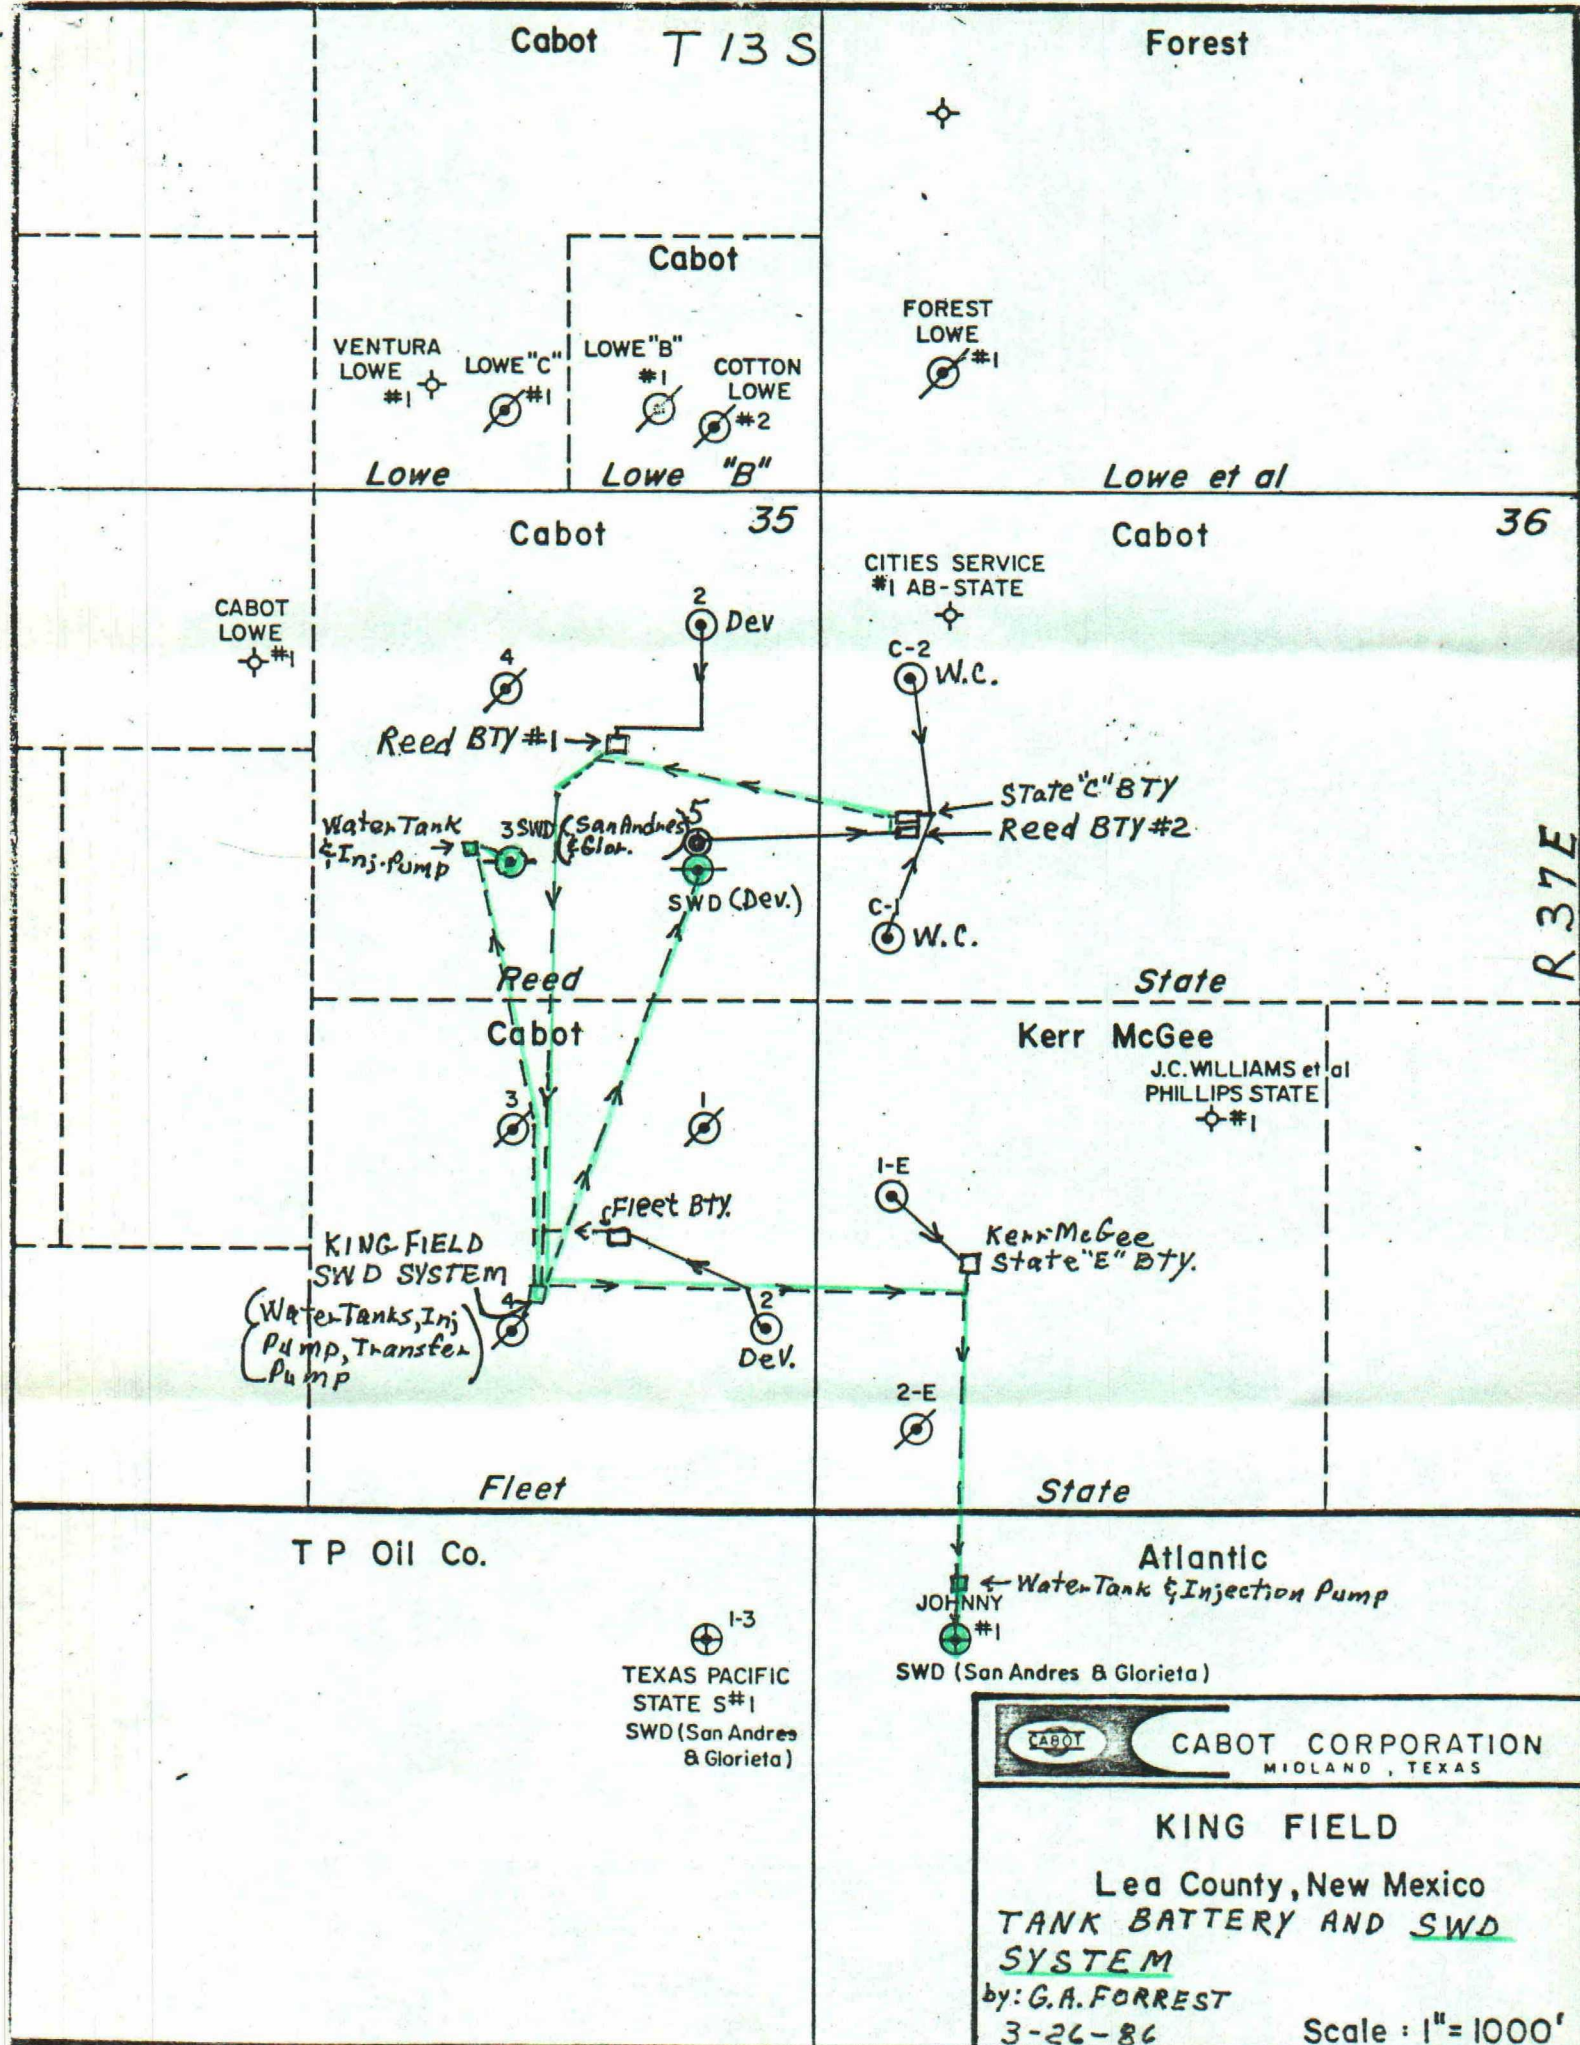 Cabot T 13 S
Forest
Cabot
FOREST
LOWE
#1
VENTURA
LOWE
#1
LOWE "C"
#1
LOWE "B"
#1
COTTON
LOWE
#2
Lowe
Lowe "B"
Lowe et al
Cabot 35
Cabot 36
CITIES SERVICE
#1 AB-STATE
CABOT
LOWE
#1
2
Dev
4
C-2
W.C.
Reed BTY #1
State "C" BTY
Reed BTY #2
Water Tank
& Inj. Pump
3 SWD (San Andres
& Glor.)
5
SWD (Dev.)
C-1
W.C.
R 37E
Reed
State
Cabot
Kerr McGee
J.C. WILLIAMS et al
PHILLIPS STATE
#1
3
1
1-E
Fleet BTY.
Kerr-McGee
State "E" BTY.
KING FIELD
SWD SYSTEM
(Water Tanks, Inj
Pump, Transfer
Pump)
4
2
Dev.
2-E
Fleet
State
T P Oil Co.
Atlantic
Water Tank & Injection Pump
JOHNNY
#1
SWD (San Andres & Glorieta)
1-3
TEXAS PACIFIC
STATE S#1
SWD (San Andres
& Glorieta)
CABOT
CABOT CORPORATION
MIDLAND, TEXAS
KING FIELD
Lea County, New Mexico
TANK BATTERY AND SWD
SYSTEM
by: G.A. FORREST
3-26-86
Scale : 1"= 1000'